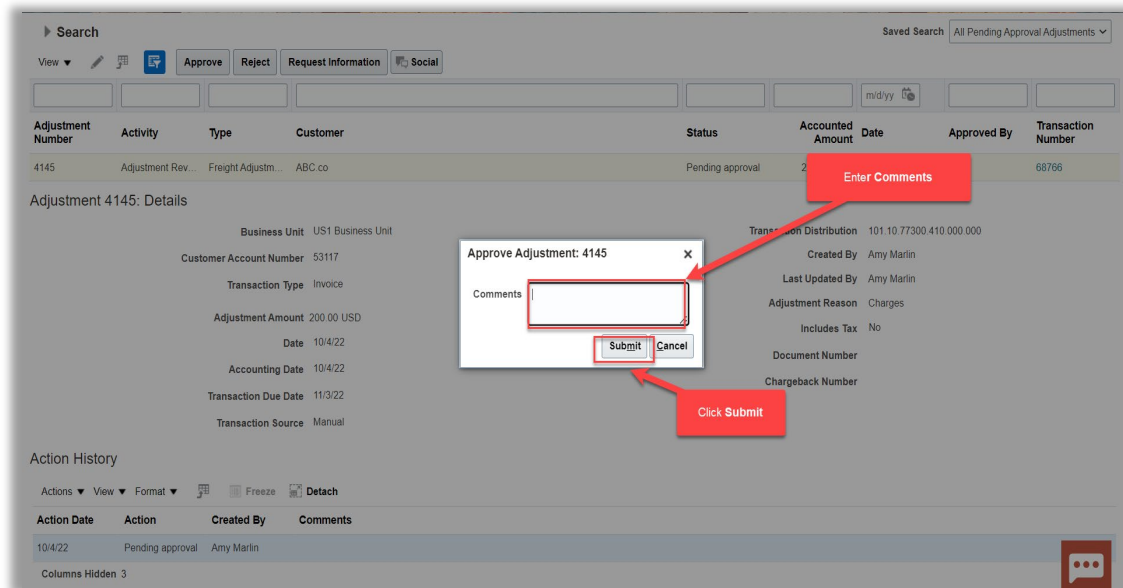 Search
Saved Search All Pending Approval Adjustments
View Approve Reject Request Information Social
m/d/yy
Adjustment Number Activity Type Customer Status Accounted Amount Date Approved By Transaction Number
4145 Adjustment Rev... Freight Adjustm... ABC.co Pending approval 2 68766
Enter Comments
Adjustment 4145: Details
Business Unit US1 Business Unit
Customer Account Number 53117
Transaction Type Invoice
Adjustment Amount 200.00 USD
Date 10/4/22
Accounting Date 10/4/22
Transaction Due Date 11/3/22
Transaction Source Manual
Distribution 101.10.77300.410.000.000
Created By Amy Marlin
Last Updated By Amy Marlin
Adjustment Reason Charges
Includes Tax No
Document Number
Chargeback Number
Approve Adjustment: 4145
Comments
Submit Cancel
Click Submit
Action History
Actions View Format Freeze Detach
Action Date Action Created By Comments
10/4/22 Pending approval Amy Marlin
Columns Hidden 3